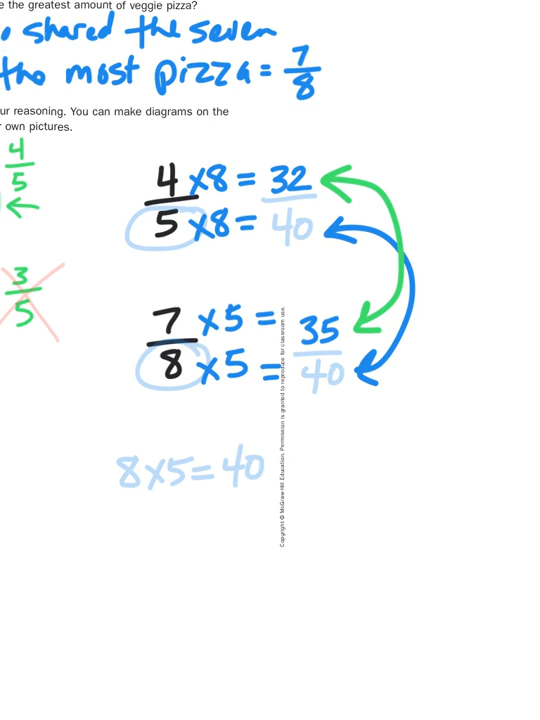 e the greatest amount of veggie pizza?
o shared the seven
the most pizza = 7/8
ur reasoning. You can make diagrams on the
r own pictures.
4/5
←
3/5
4 x8 = 32
5 x8 = 40
7 x5 = 35
8 x5 = 40
8x5=40
Copyright © McGraw-Hill Education. Permission is granted to reproduce for classroom use.